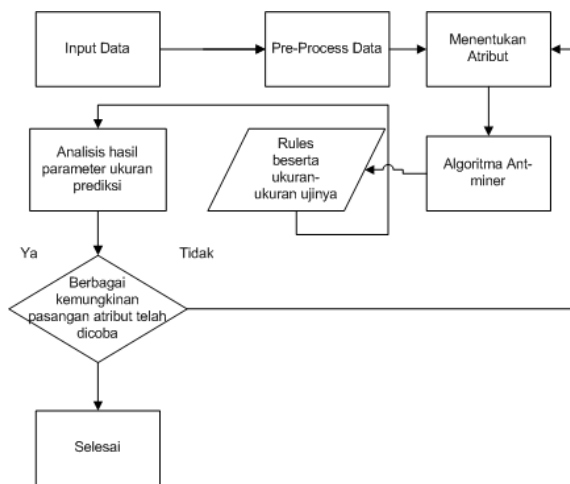 Input Data
Pre-Process Data
Menentukan
Atribut
Analisis hasil
parameter ukuran
prediksi
Rules
beserta
ukuran-
ukuran ujinya
Algoritma Ant-
miner
Ya
Tidak
Berbagai
kemungkinan
pasangan atribut telah
dicoba
Selesai